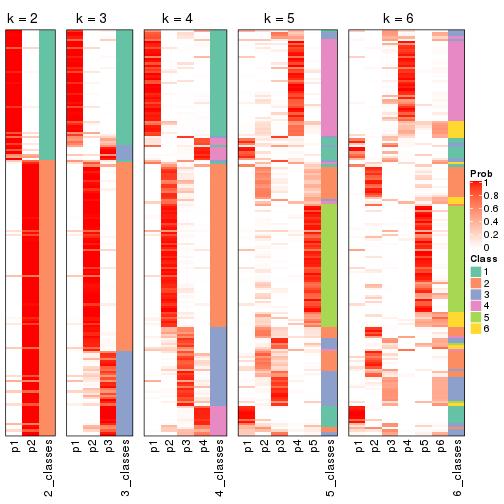 k = 2
k = 3
k = 4
k = 5
k = 6
Prob
1
0.8
0.6
0.4
0.2
0
Class
1
2
3
4
5
6
p1
p2
2_classes
p1
p2
p3
3_classes
p1
p2
p3
p4
4_classes
p1
p2
p3
p4
p5
5_classes
p1
p2
p3
p4
p5
p6
6_classes